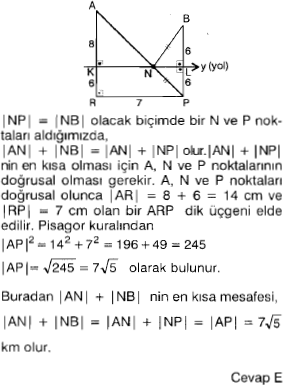 A
B
8
6
K
N
L
y (yol)
6
6
R
7
P
|NP| = |NB| olacak biçimde bir N ve P nok-
taları aldığımızda,
|AN| + |NB| = |AN| + |NP| olur.|AN| + |NP|
nin en kısa olması için A, N ve P noktalarının
doğrusal olması gerekir. A, N ve P noktaları
doğrusal olunca |AR| = 8 + 6 = 14 cm ve
|RP| = 7 cm olan bir ARP dik üçgeni elde
edilir. Pisagor kuralından
|AP|² = 14² + 7² = 196 + 49 = 245
|AP|= √245 = 7√5 olarak bulunur.
Buradan |AN| + |NB| nin en kısa mesafesi,
|AN| + |NB| = |AN| + |NP| = |AP| = 7√5
km olur.
Cevap E